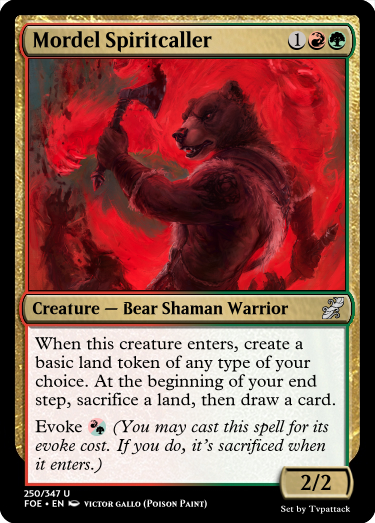 Mordel Spiritcaller 1
Creature — Bear Shaman Warrior
When this creature enters, create a
basic land token of any type of your
choice. At the beginning of your end
step, sacrifice a land, then draw a card.
Evoke (You may cast this spell for its
evoke cost. If you do, it's sacrificed when
it enters.)
2/2
250/347 U
FOE • EN VICTOR GALLO (POISON PAINT)
Set by Tvpattack